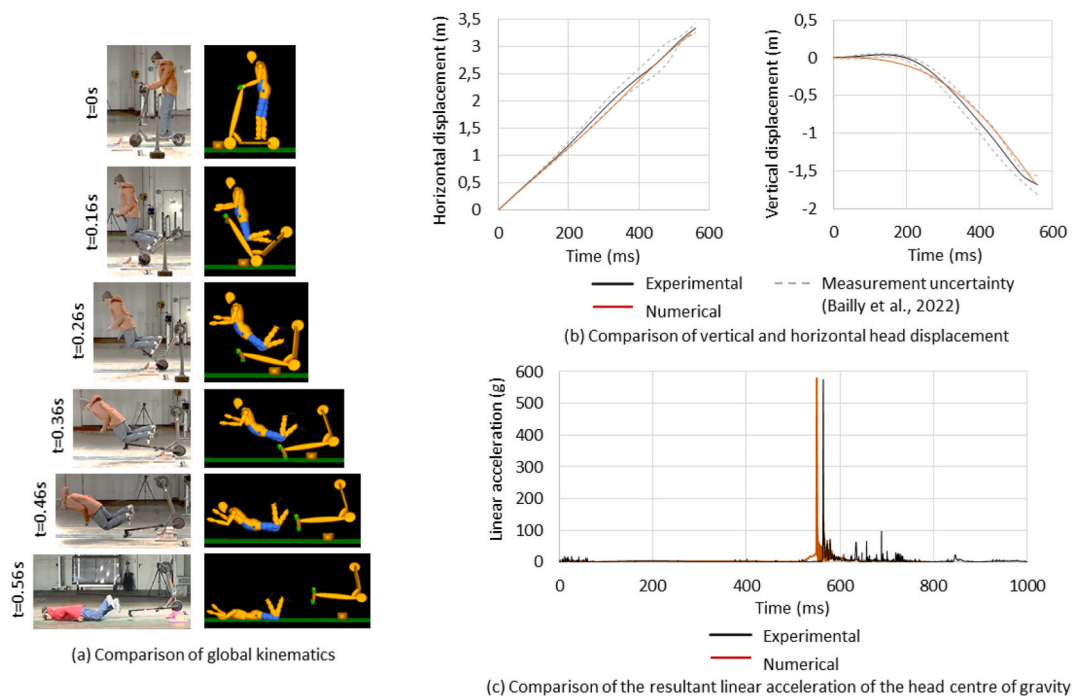 t=0s
t=0.16s
t=0.26s
t=0.36s
t=0.46s
t=0.56s
(a) Comparison of global kinematics
Horizontal displacement (m)
3,5
3
2,5
2
1,5
1
0,5
0
0 200 400 600
Time (ms)
Vertical displacement (m)
0,5
0
-0,5
-1
-1,5
-2
0 200 400 600
Time (ms)
Experimental
Numerical
Measurement uncertainty
(Bailly et al., 2022)
(b) Comparison of vertical and horizontal head displacement
Linear acceleration (g)
600
500
400
300
200
100
0
0 200 400 600 800 1000
Time (ms)
Experimental
Numerical
(c) Comparison of the resultant linear acceleration of the head centre of gravity